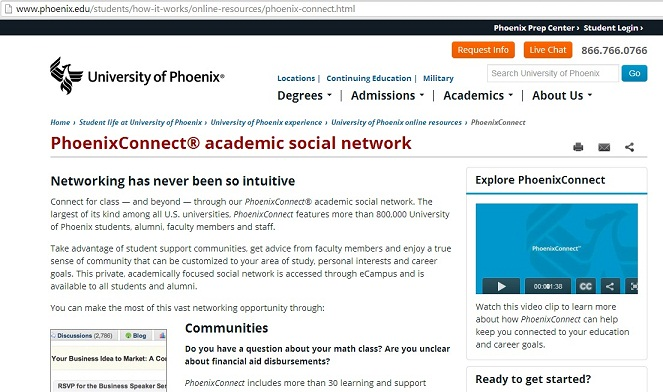 www.phoenix.edu/students/how-it-works/online-resources/phoenix-connect.html
Phoenix Prep Center › Student Login ›
Request Info Live Chat 866.766.0766
University of Phoenix®
Search University of Phoenix Go
Locations | Continuing Education | Military
Degrees | Admissions | Academics | About Us
Home › Student life at University of Phoenix › University of Phoenix experience › University of Phoenix online resources › PhoenixConnect
PhoenixConnect® academic social network
Networking has never been so intuitive
Connect for class — and beyond — through our PhoenixConnect® academic social network. The
largest of its kind among all U.S. universities, PhoenixConnect features more than 800,000 University
of Phoenix students, alumni, faculty members and staff.
Take advantage of student support communities, get advice from faculty members and enjoy a true
sense of community that can be customized to your area of study, personal interests and career
goals. This private, academically focused social network is accessed through eCampus and is
available to all students and alumni.
You can make the most of this vast networking opportunity through:
Discussions (2,786) Blog
Your Business Idea to Market: A Co
RSVP for the Business Speaker Ser
Communities
Do you have a question about your math class? Are you unclear
about financial aid disbursements?
PhoenixConnect includes more than 30 learning and support
Explore PhoenixConnect
PhoenixConnect™
CC
Watch this video clip to learn more
about how PhoenixConnect can help
keep you connected to your education
and career goals.
Ready to get started?